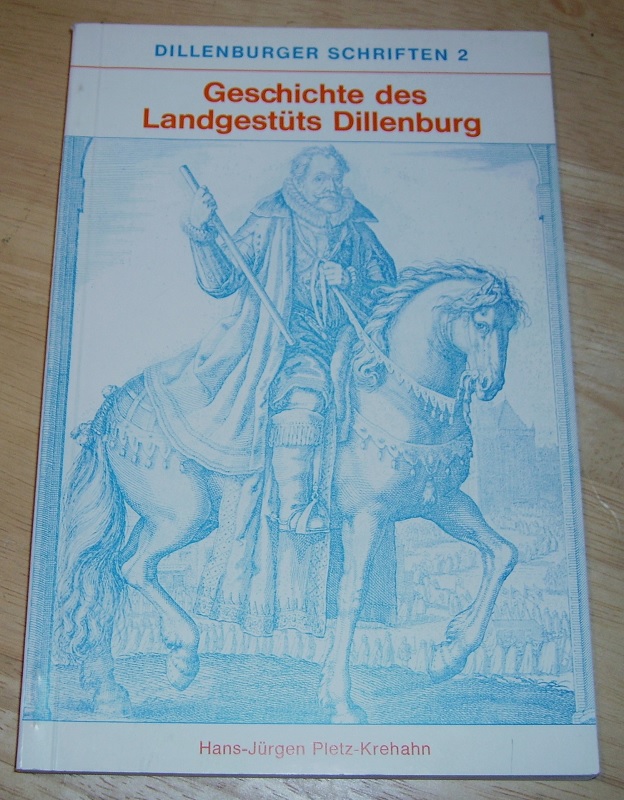 DILLENBURGER SCHRIFTEN 2
Geschichte des
Landgestüts Dillenburg
Hans-Jürgen Pletz-Krehahn